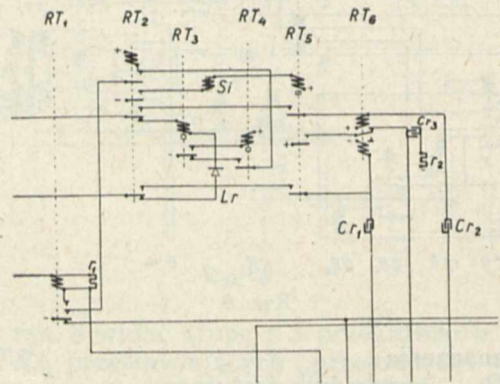 RT₁ RT₂ RT₃ RT₄ RT₅ RT₆
Si
Cr₃
r₂
Lr
Cr₁ Cr₂
r₁